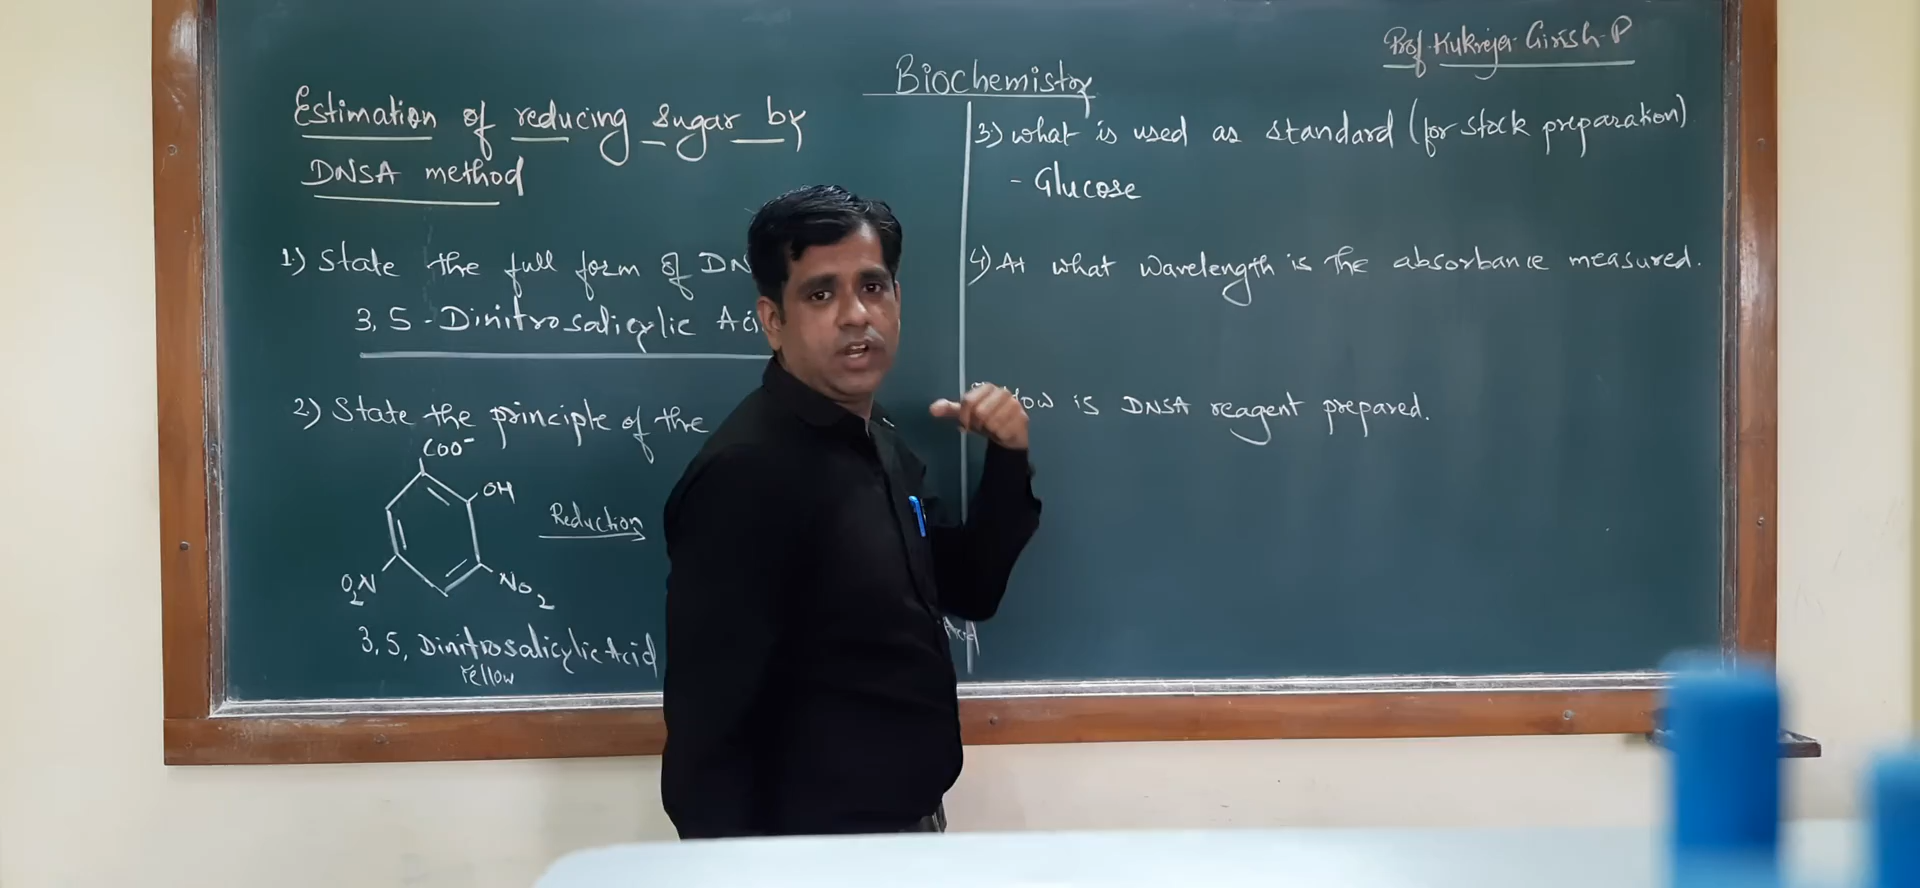 Prof. Kukreja Girish P
Biochemistry
Estimation of reducing sugar by
DNSA method
1) State the full form of DN
3,5-Dinitrosalicylic Aci
2) State the principle of the
COO⁻
OH
Reduction
O₂N
NO₂
3,5, Dinitrosalicylic Acid
Yellow
Acid
3) What is used as standard (for stock preparation)
- Glucose
4) At what wavelength is the absorbance measured.
How is DNSA reagent prepared.